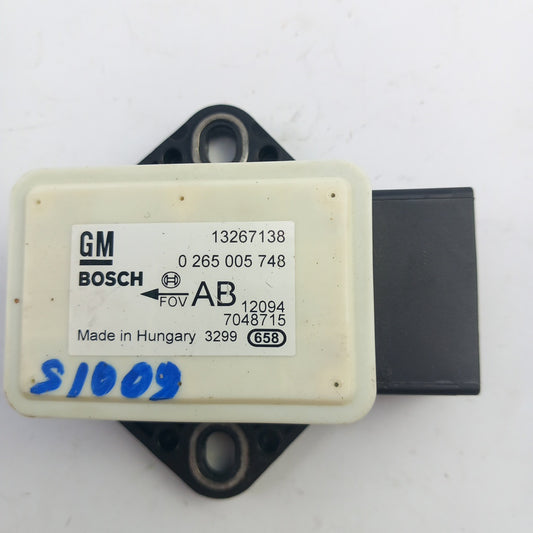 GM 13267138
BOSCH 0 265 005 748
FOV AB 12094
7048715
Made in Hungary 3299 658
S1009